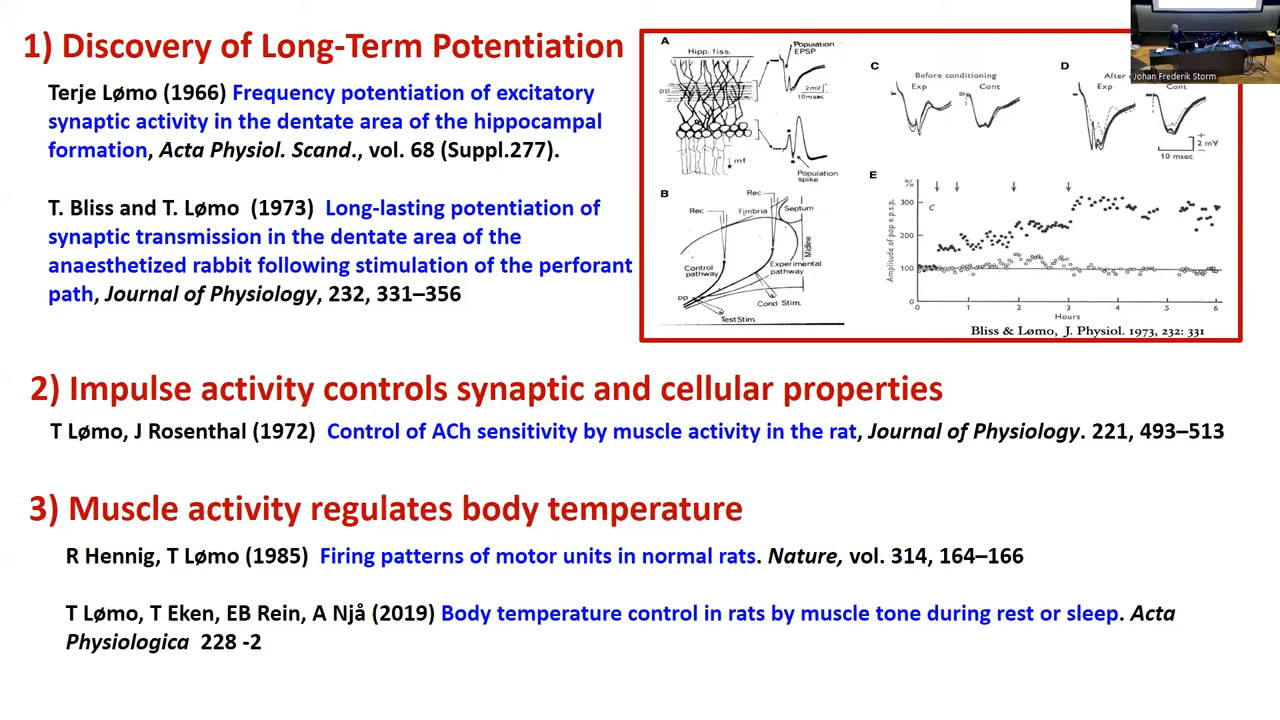 1) Discovery of Long-Term Potentiation
Terje Lømo (1966) Frequency potentiation of excitatory
synaptic activity in the dentate area of the hippocampal
formation, Acta Physiol. Scand., vol. 68 (Suppl.277).
T. Bliss and T. Lømo (1973) Long-lasting potentiation of
synaptic transmission in the dentate area of the
anaesthetized rabbit following stimulation of the perforant
path, Journal of Physiology, 232, 331–356
A
Hipp. fiss.
Population
EPSP
pp
2mV
10msec
mf
Population
spike
B
Rec
Rec
Fimbria
Septum
Midline
Control
pathway
Experimental
pathway
pp
Cond Stim.
Test Stim.
C
Before conditioning
Exp
Cont
D
After
Exp
Cont
+
2 mV
10 msec
E
%
300
200
100
0
C
Amplitude of pop e.p.s.p.
0 1 2 3 4 5 6
Hours
Bliss & Lømo, J. Physiol. 1973, 232: 331
Johan Frederik Storm
2) Impulse activity controls synaptic and cellular properties
T Lømo, J Rosenthal (1972) Control of ACh sensitivity by muscle activity in the rat, Journal of Physiology. 221, 493–513
3) Muscle activity regulates body temperature
R Hennig, T Lømo (1985) Firing patterns of motor units in normal rats. Nature, vol. 314, 164–166
T Lømo, T Eken, EB Rein, A Njå (2019) Body temperature control in rats by muscle tone during rest or sleep. Acta
Physiologica 228 -2